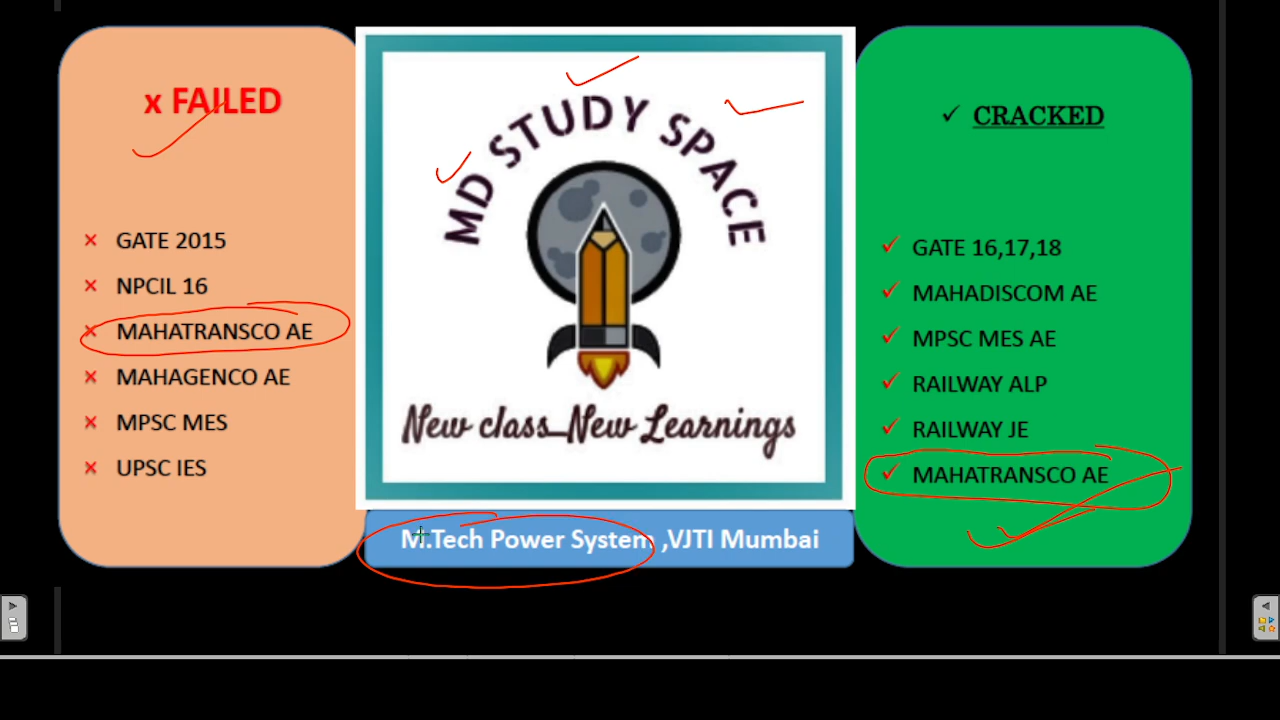 x FAILED
× GATE 2015
× NPCIL 16
× MAHATRANSCO AE
× MAHAGENCO AE
× MPSC MES
× UPSC IES
MD STUDY SPACE
New class_New Learnings
M.Tech Power System ,VJTI Mumbai
✓ CRACKED
✓ GATE 16,17,18
✓ MAHADISCOM AE
✓ MPSC MES AE
✓ RAILWAY ALP
✓ RAILWAY JE
✓ MAHATRANSCO AE